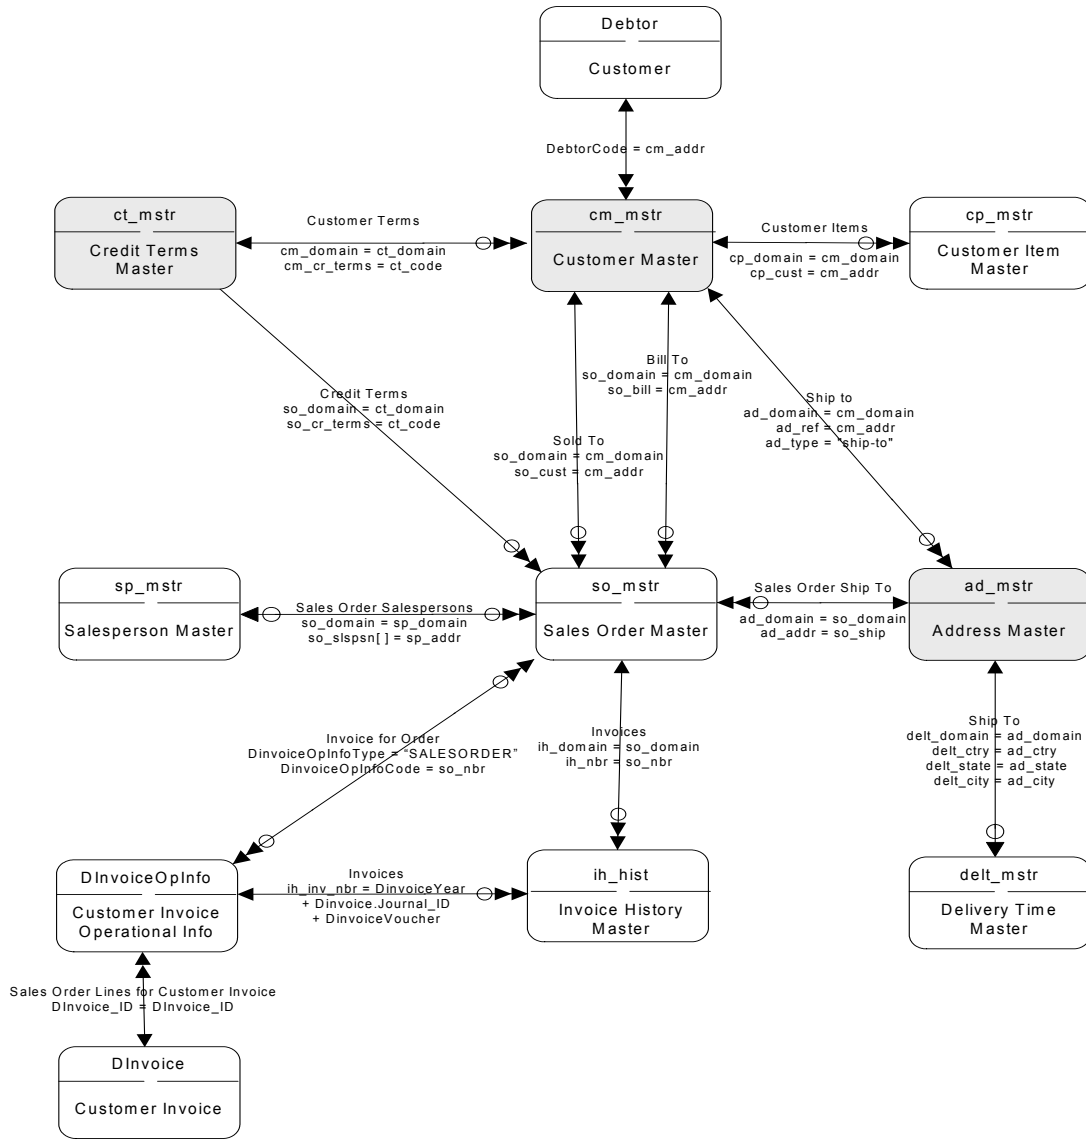 Debtor
Customer
DebtorCode = cm_addr
ct_mstr
Credit Terms
Master
Customer Terms
cm_domain = ct_domain
cm_cr_terms = ct_code
cm_mstr
Customer Master
Customer Items
cp_domain = cm_domain
cp_cust = cm_addr
cp_mstr
Customer Item
Master
Credit Terms
so_domain = ct_domain
so_cr_terms = ct_code
Sold To
so_domain = cm_domain
so_cust = cm_addr
Bill To
so_domain = cm_domain
so_bill = cm_addr
Ship to
ad_domain = cm_domain
ad_ref = cm_addr
ad_type = "ship-to"
sp_mstr
Salesperson Master
Sales Order Salespersons
so_domain = sp_domain
so_slspsn[ ] = sp_addr
so_mstr
Sales Order Master
Sales Order Ship To
ad_domain = so_domain
ad_addr = so_ship
ad_mstr
Address Master
Invoice for Order
DinvoiceOpInfoType = “SALESORDER”
DinvoiceOpInfoCode = so_nbr
Invoices
ih_domain = so_domain
ih_nbr = so_nbr
Ship To
delt_domain = ad_domain
delt_ctry = ad_ctry
delt_state = ad_state
delt_city = ad_city
DInvoiceOpInfo
Customer Invoice
Operational Info
Invoices
ih_inv_nbr = DinvoiceYear
+ Dinvoice.Journal_ID
+ DinvoiceVoucher
ih_hist
Invoice History
Master
delt_mstr
Delivery Time
Master
Sales Order Lines for Customer Invoice
DInvoice_ID = DInvoice_ID
DInvoice
Customer Invoice